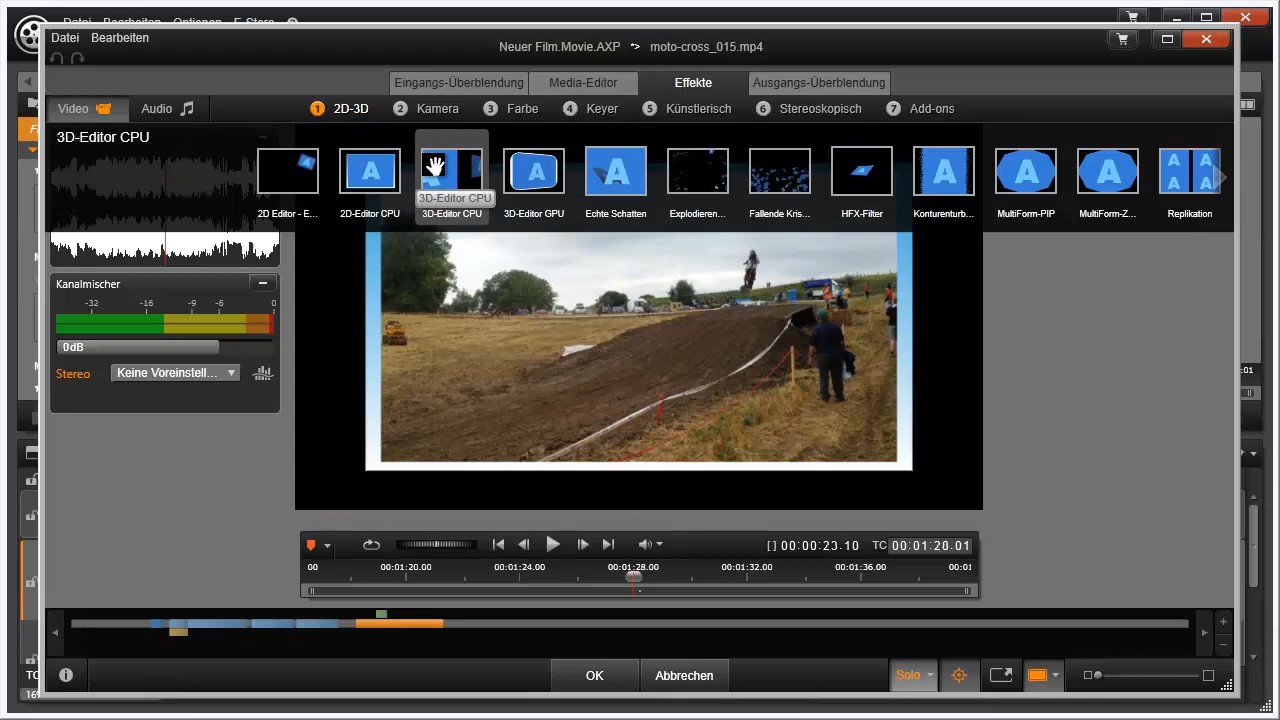 Datei Bearbeiten Optionen E-Store
Datei Bearbeiten
Neuer Film.Movie.AXP moto-cross_015.mp4
Eingangs-Überblendung Media-Editor Effekte Ausgangs-Überblendung
Video Audio 1 2D-3D 2 Kamera 3 Farbe 4 Keyer 5 Künstlerisch 6 Stereoskopisch 7 Add-ons
3D-Editor CPU
3D-Editor CPU
2D Editor - E... 2D-Editor CPU 3D-Editor CPU 3D-Editor GPU Echte Schatten Explodieren... Fallende Kris... HFX-Filter Konturenturb... MultiForm-PIP MultiForm-Z... Replikation
Kanalmischer
-32 -16 -9 -6 0
0dB
Stereo Keine Voreinstell...
[ ] 00:00:23.10 TC 00:01:28.01
00 00:01:20.00 00:01:24.00 00:01:28.00 00:01:32.00 00:01:36.00 00:01
:01
TC
OK Abbrechen Solo